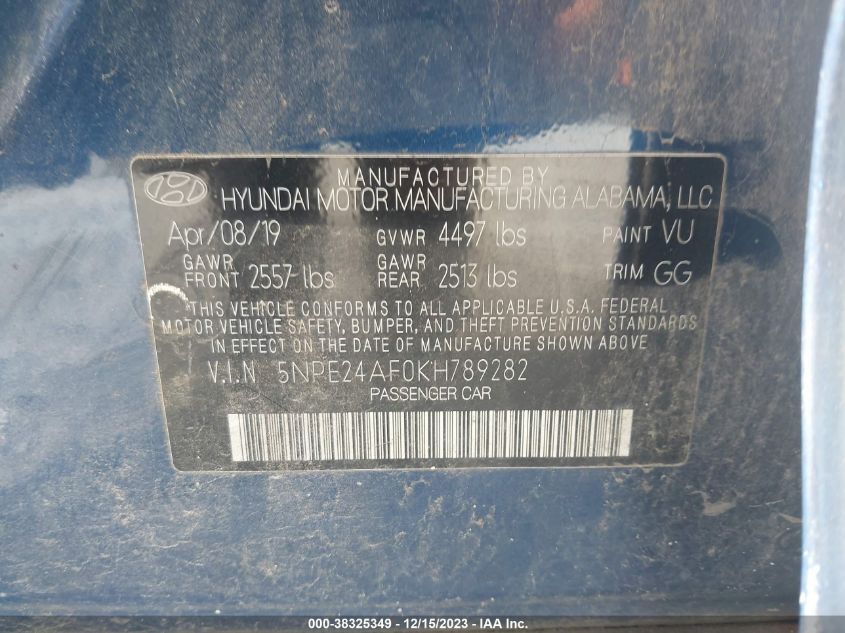 MANUFACTURED BY
HYUNDAI MOTOR MANUFACTURING ALABAMA, LLC
Apr/08/19 GVWR 4497 lbs PAINT VU
GAWR FRONT 2557 lbs GAWR REAR 2513 lbs TRIM GG
THIS VEHICLE CONFORMS TO ALL APPLICABLE U.S.A. FEDERAL
MOTOR VEHICLE SAFETY, BUMPER, AND THEFT PREVENTION STANDARDS
IN EFFECT ON THE DATE OF MANUFACTURE SHOWN ABOVE
V.I.N 5NPE24AF0KH789282
PASSENGER CAR
000-38325349 - 12/15/2023 - IAA Inc.